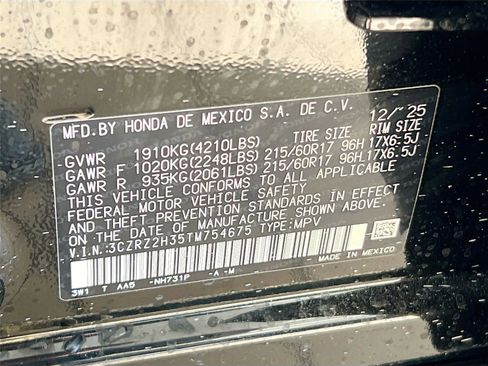 MFD.BY HONDA DE MEXICO S.A. DE C.V. 12/~25
TIRE SIZE RIM SIZE
GVWR 1910KG(4210LBS)
GAWR F 1020KG(2248LBS) 215/60R17 96H 17X6.5J
GAWR R 935KG(2061LBS) 215/60R17 96H 17X6.5J
THIS VEHICLE CONFORMS TO ALL APPLICABLE
FEDERAL MOTOR VEHICLE SAFETY
AND THEFT PREVENTION STANDARDS IN EFFECT ON
THE DATE OF MANUFACTURE SHOWN ABOVE.
V.I.N.:3CZRZ2H35TM754675 TYPE:MPV
3W1 T AA5 -NH731P -A -M
MADE IN MEXICO